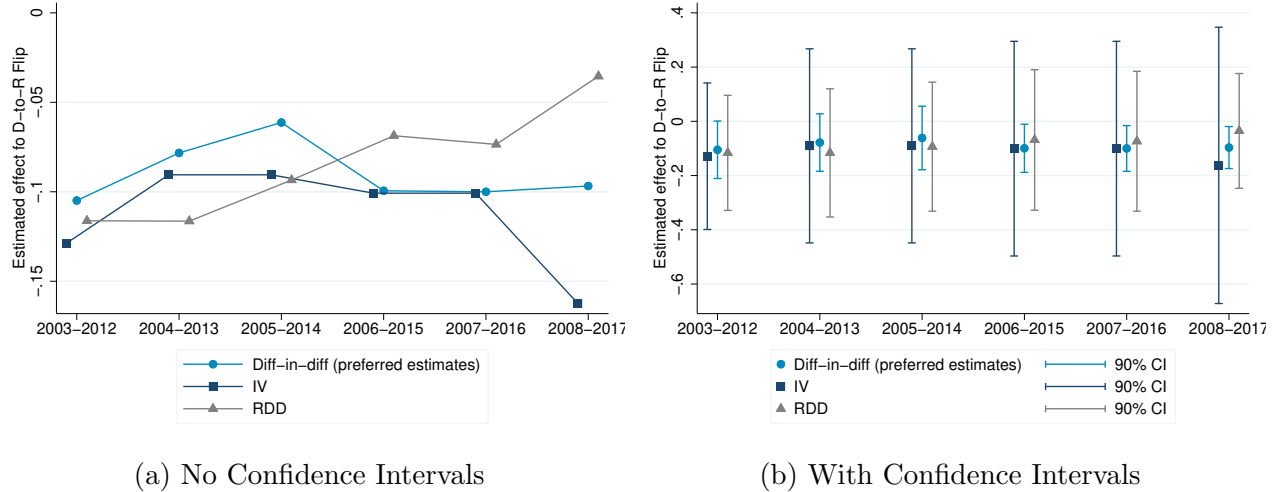 Estimated effect fo D−to−R Flip
0
−.05
−.1
−.15
2003−2012 2004−2013 2005−2014 2006−2015 2007−2016 2008−2017
Diff−in−diff (preferred estimates)
IV
RDD
(a) No Confidence Intervals
Estimated effect fo D−to−R Flip
.4
.2
0
−.2
−.4
−.6
2003−2012 2004−2013 2005−2014 2006−2015 2007−2016 2008−2017
Diff−in−diff (preferred estimates) 90% CI
IV 90% CI
RDD 90% CI
(b) With Confidence Intervals